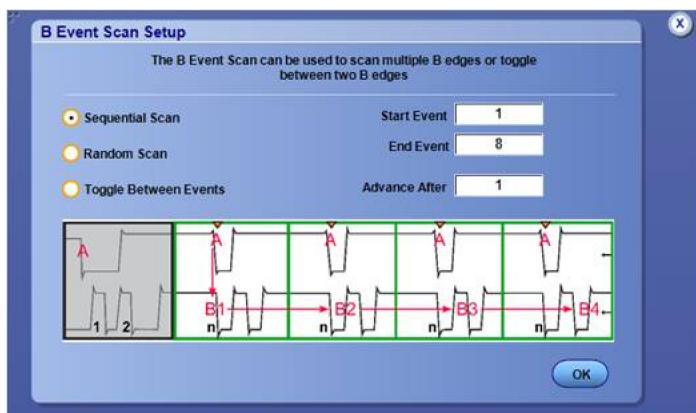 B Event Scan Setup
X
The B Event Scan can be used to scan multiple B edges or toggle
between two B edges
Sequential Scan
Start Event 1
Random Scan
End Event 8
Toggle Between Events
Advance After 1
A A A A A
1 2 B1 B2 B3 B4
n n n n
OK